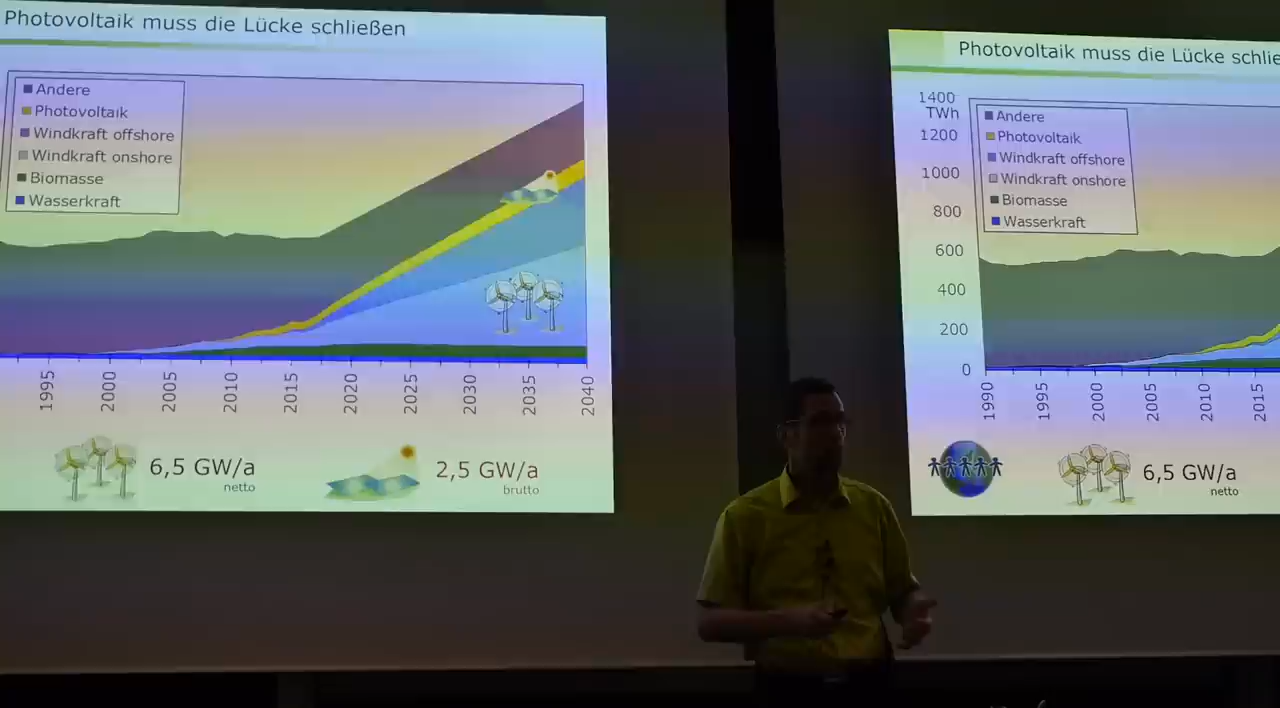 Photovoltaik muss die Lücke schließen
Andere
Photovoltaik
Windkraft offshore
Windkraft onshore
Biomasse
Wasserkraft
1995
2000
2005
2010
2015
2020
2025
2030
2035
2040
6,5 GW/a
netto
2,5 GW/a
brutto
Photovoltaik muss die Lücke schlie
1400
TWh
1200
1000
800
600
400
200
0
Andere
Photovoltaik
Windkraft offshore
Windkraft onshore
Biomasse
Wasserkraft
1990
1995
2000
2005
2010
2015
6,5 GW/a
netto